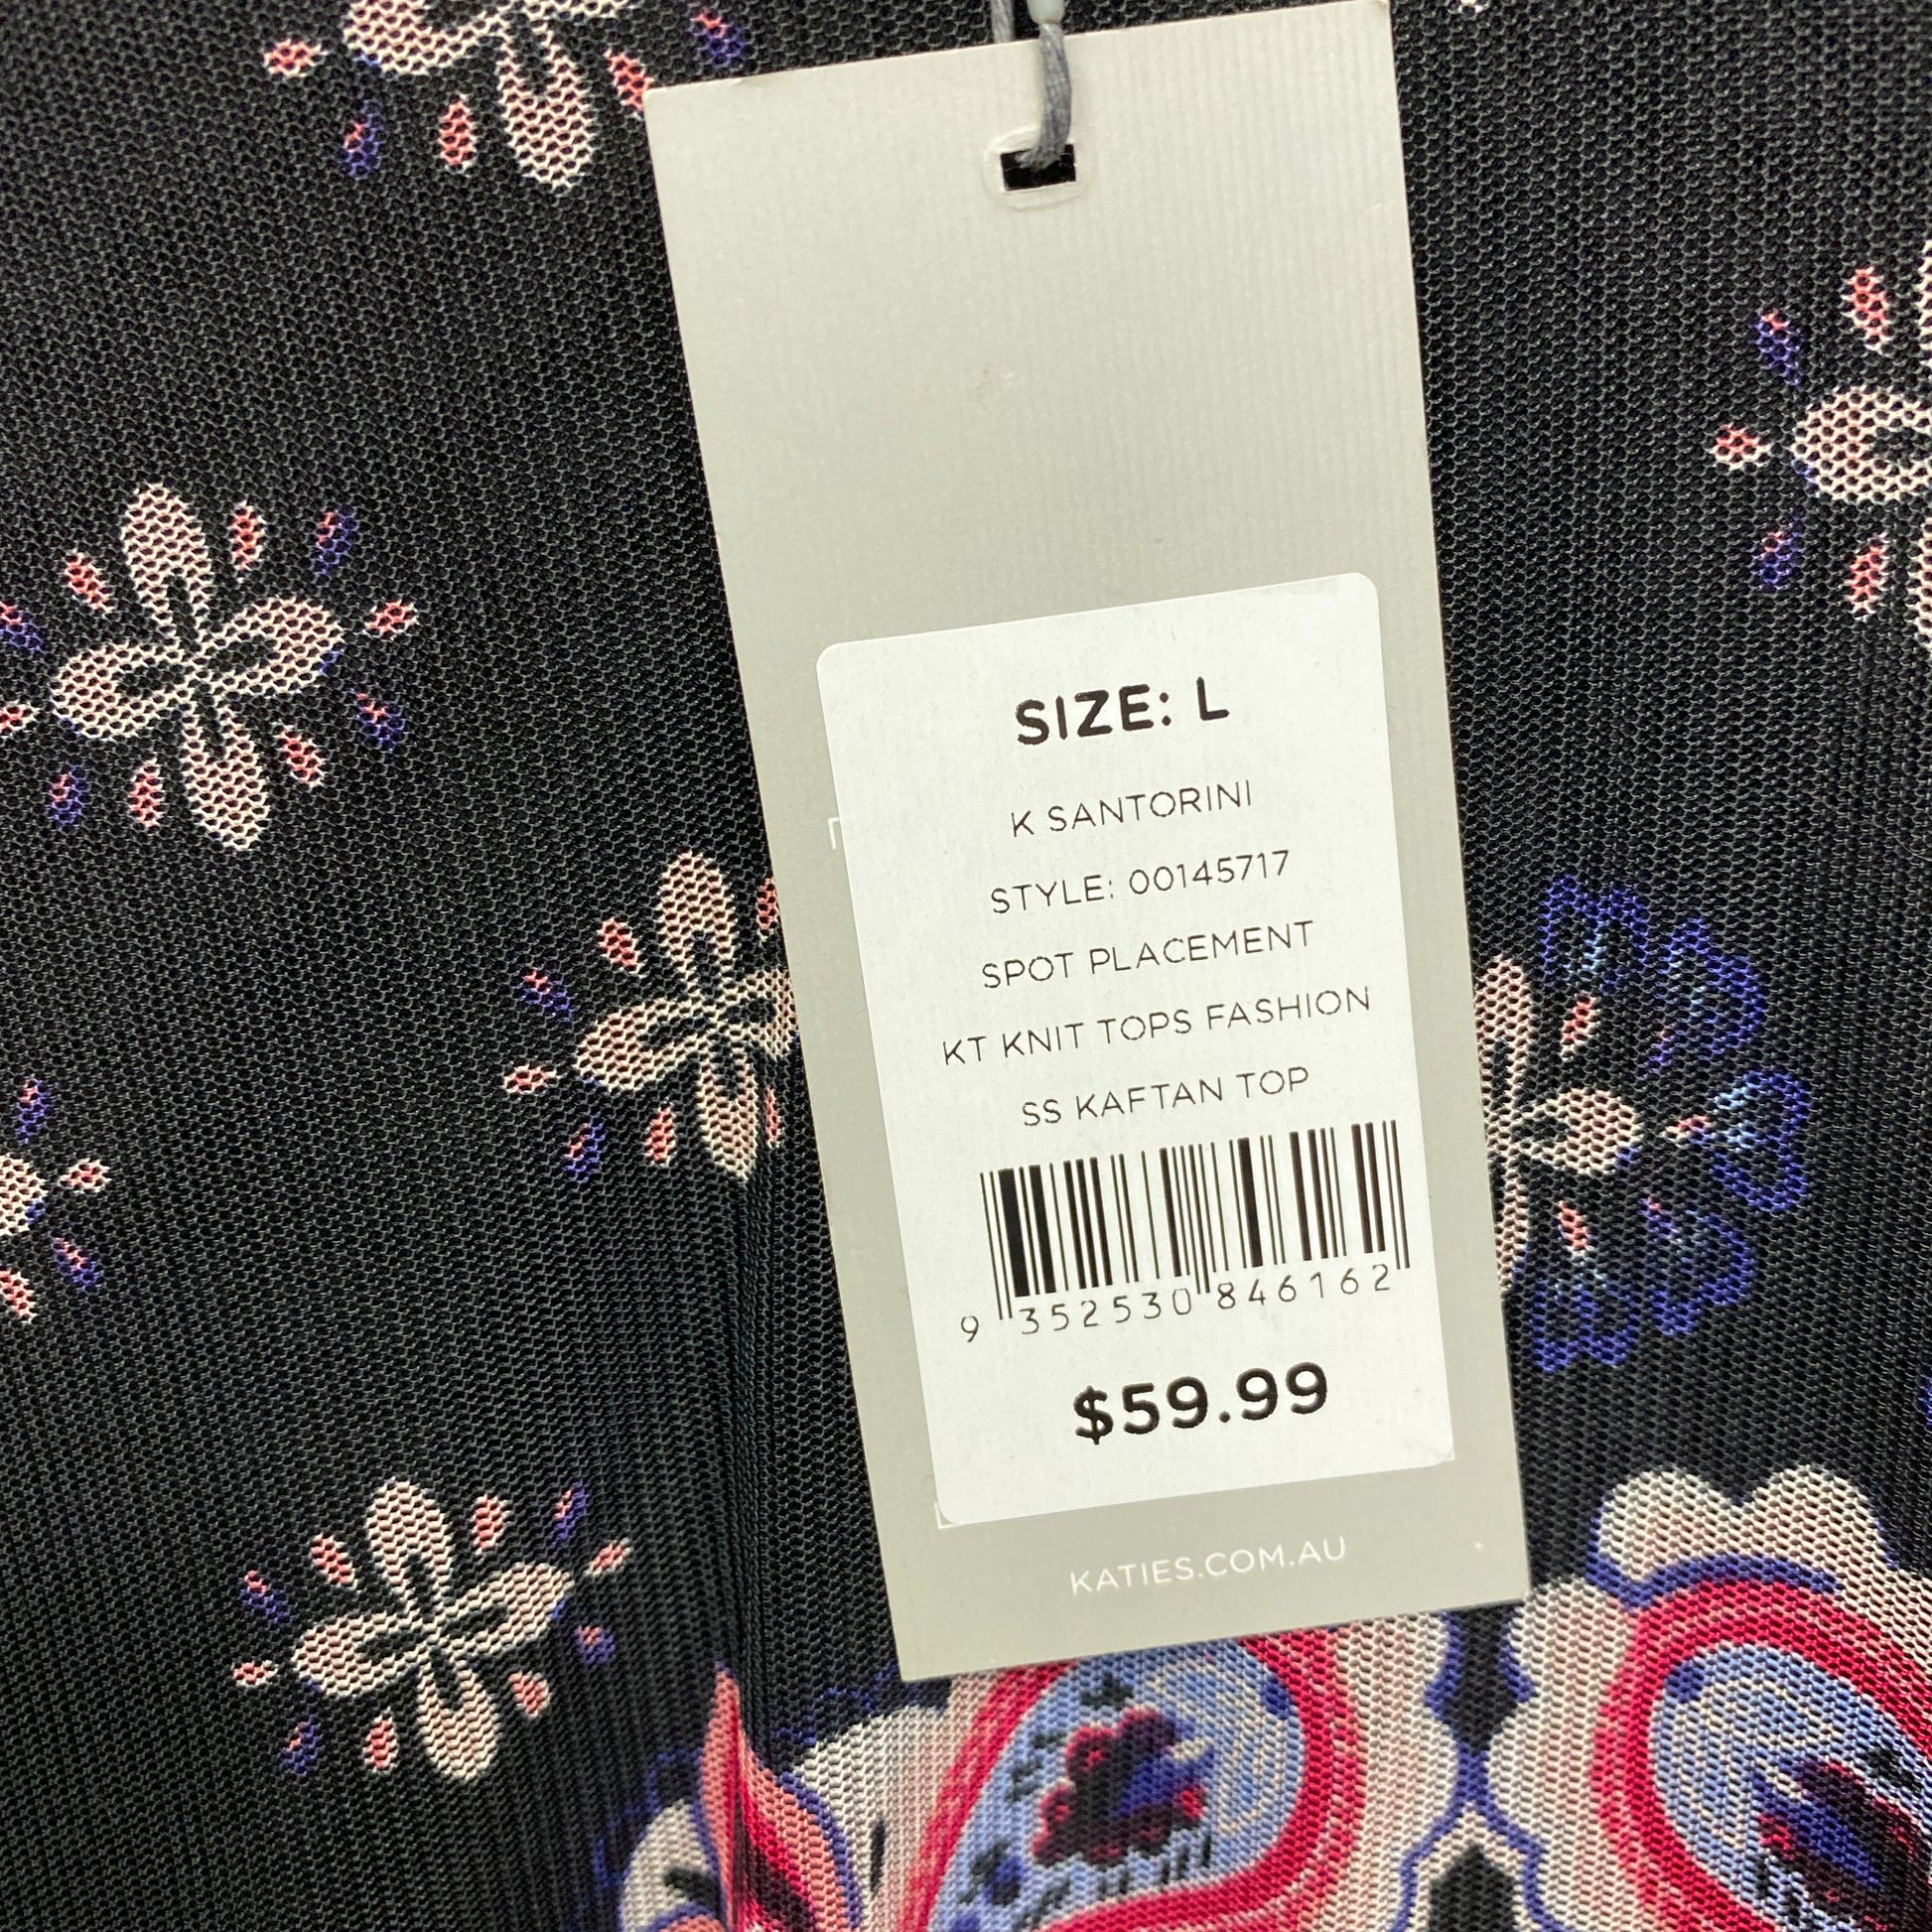 SIZE: L
K SANTORINI
STYLE: 00145717
SPOT PLACEMENT
KT KNIT TOPS FASHION
SS KAFTAN TOP
9 352530 846162
$59.99
KATIES.COM.AU